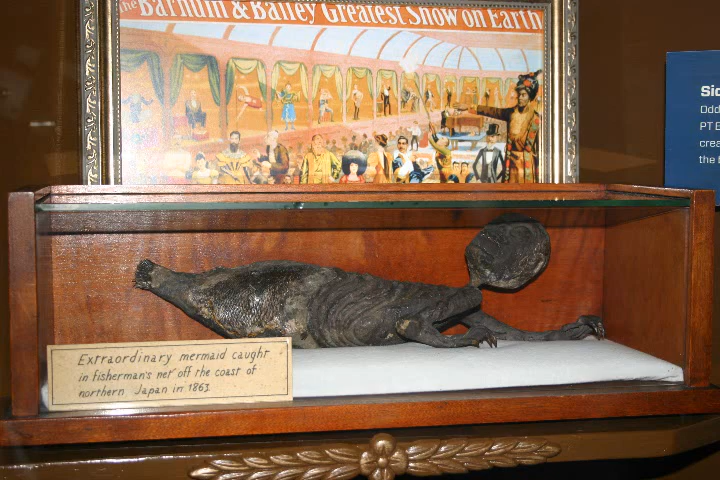 The Barnum & Bailey Greatest Show on Earth
Sid
Odd
PT B
crea
the b
Extraordinary mermaid caught
in fisherman's net off the coast of
northern Japan in 1863